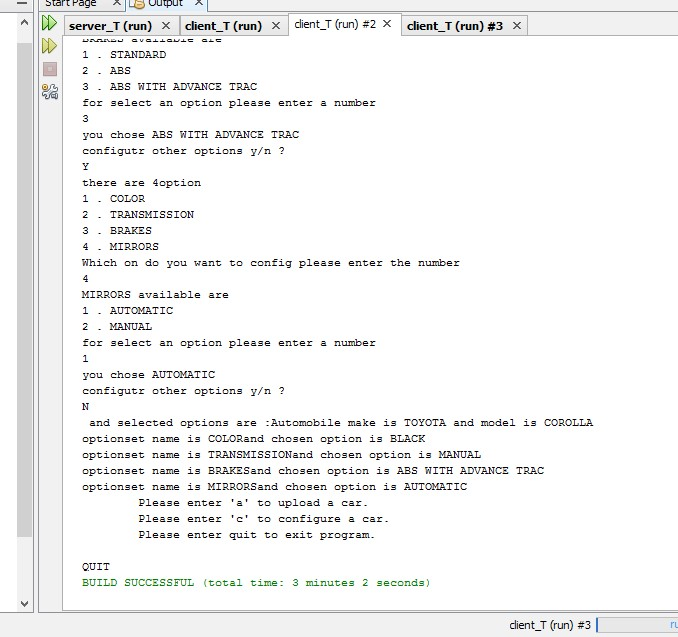 Start Page × Output ×
server_T (run) × client_T (run) × client_T (run) #2 × client_T (run) #3 ×
BRAKES available are
1 . STANDARD
2 . ABS
3 . ABS WITH ADVANCE TRAC
for select an option please enter a number
3
you chose ABS WITH ADVANCE TRAC
configutr other options y/n ?
Y
there are 4option
1 . COLOR
2 . TRANSMISSION
3 . BRAKES
4 . MIRRORS
Which on do you want to config please enter the number
4
MIRRORS available are
1 . AUTOMATIC
2 . MANUAL
for select an option please enter a number
1
you chose AUTOMATIC
configutr other options y/n ?
N
and selected options are :Automobile make is TOYOTA and model is COROLLA
optionset name is COLORand chosen option is BLACK
optionset name is TRANSMISSIONand chosen option is MANUAL
optionset name is BRAKESand chosen option is ABS WITH ADVANCE TRAC
optionset name is MIRRORSand chosen option is AUTOMATIC
Please enter 'a' to upload a car.
Please enter 'c' to configure a car.
Please enter quit to exit program.
QUIT
BUILD SUCCESSFUL (total time: 3 minutes 2 seconds)
client_T (run) #3